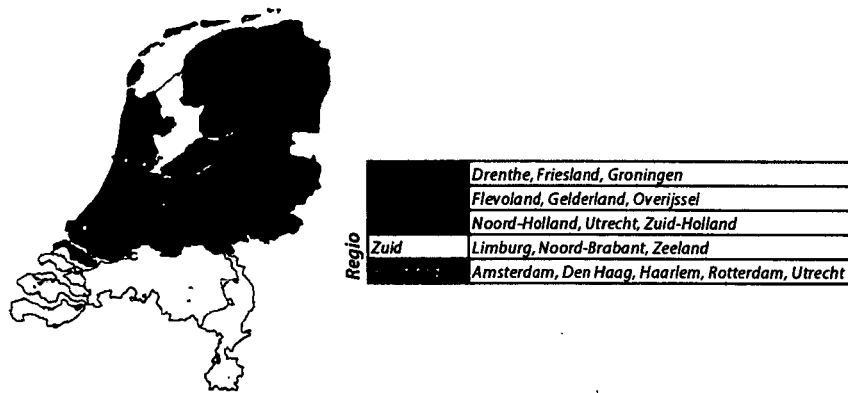 Drenthe, Friesland, Groningen
Flevoland, Gelderland, Overijssel
Noord-Holland, Utrecht, Zuid-Holland
Regio
Zuid Limburg, Noord-Brabant, Zeeland
Amsterdam, Den Haag, Haarlem, Rotterdam, Utrecht